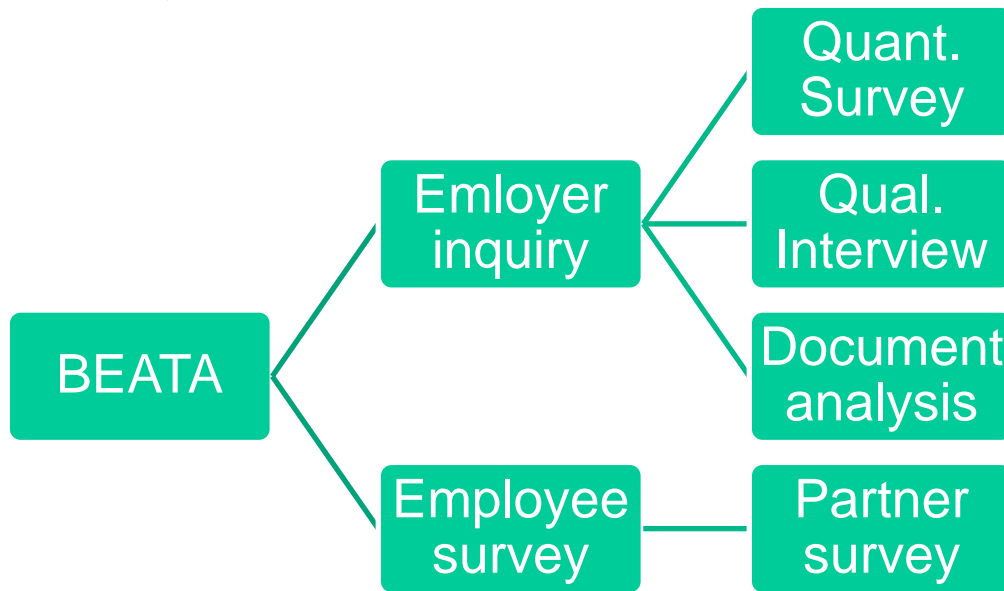 Quant.
Survey
Emloyer
inquiry
Qual.
Interview
BEATA
Document
analysis
Employee
survey
Partner
survey